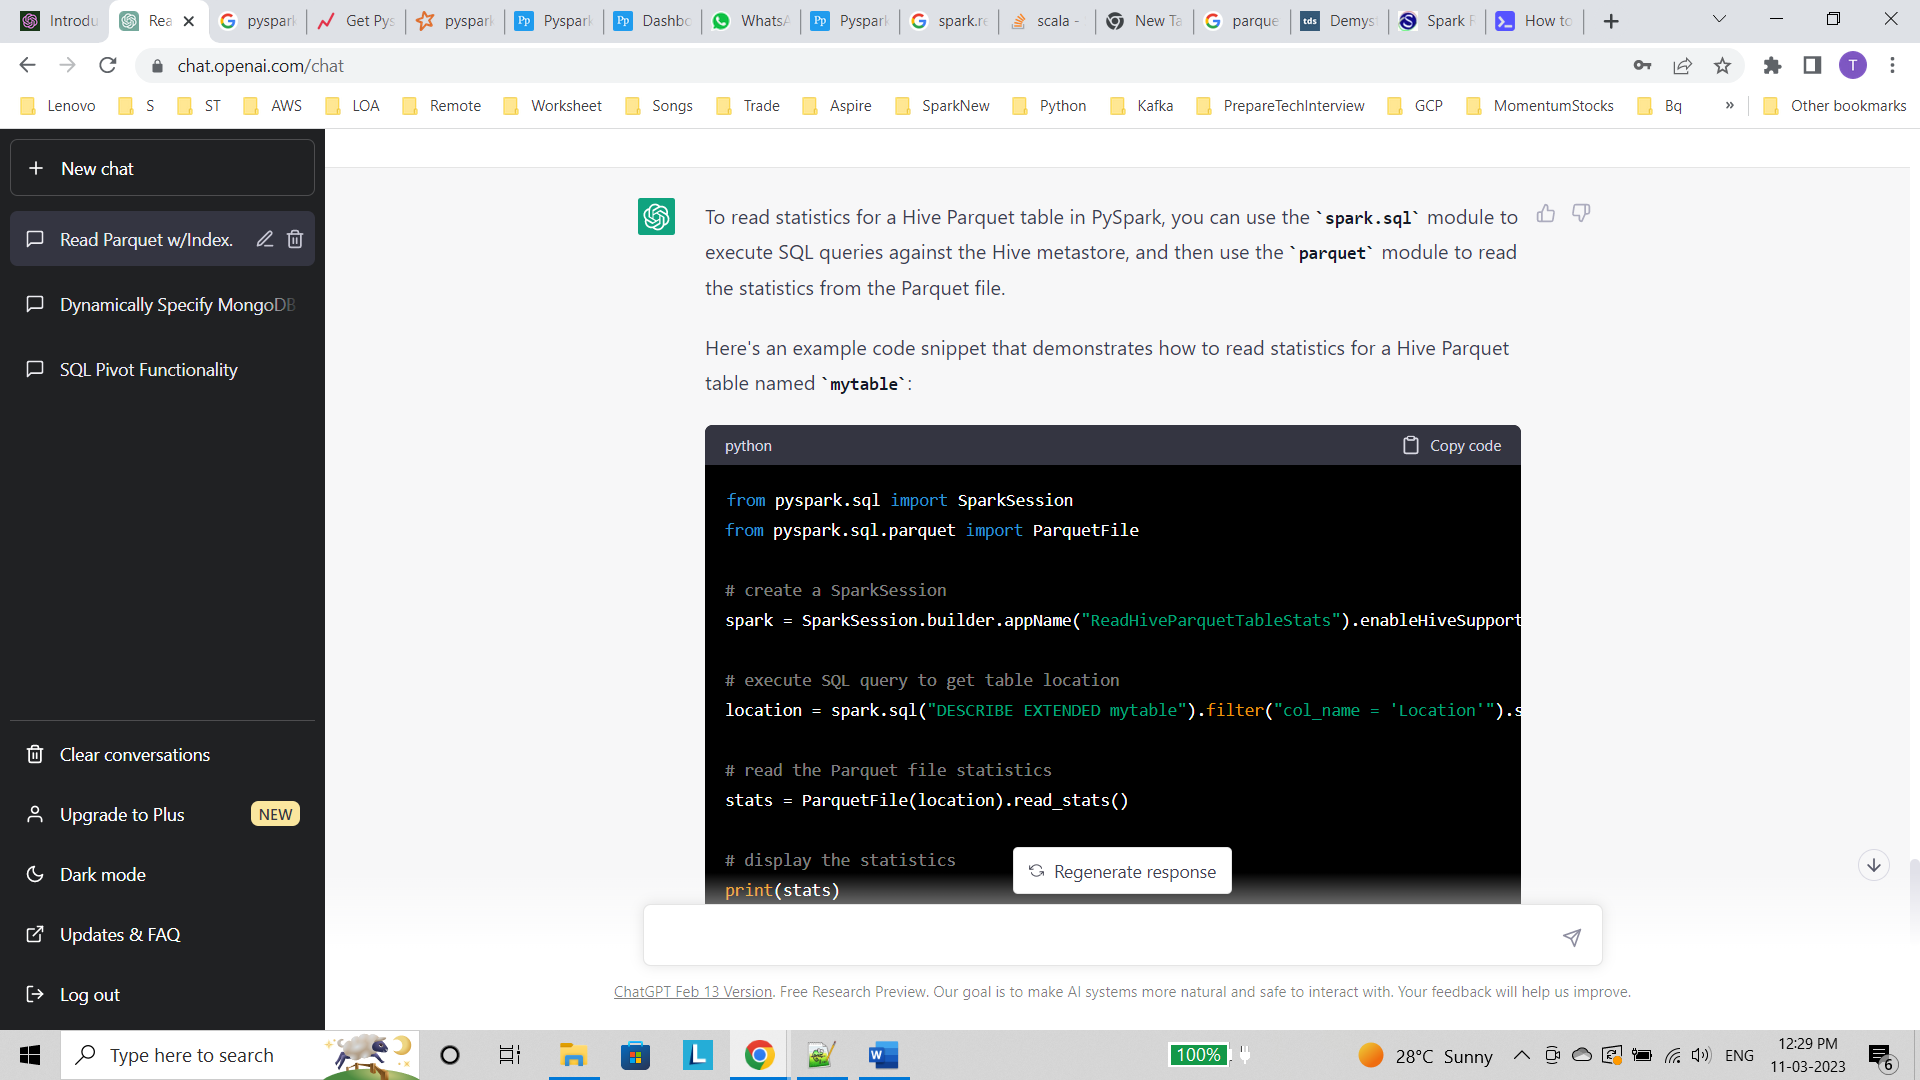 Introdu
Rea
pyspark
Get Pys
pyspark
Pyspark
Dashbo
WhatsA
Pyspark
spark.re
scala -
New Ta
parque
tds
Demyst
Spark P
How to
chat.openai.com/chat
T
Lenovo
S
ST
AWS
LOA
Remote
Worksheet
Songs
Trade
Aspire
SparkNew
Python
Kafka
PrepareTechInterview
GCP
MomentumStocks
Bq
»
Other bookmarks
New chat
Read Parquet w/Index.
Dynamically Specify MongoDB
SQL Pivot Functionality
Clear conversations
Upgrade to Plus NEW
Dark mode
Updates & FAQ
Log out
To read statistics for a Hive Parquet table in PySpark, you can use the `spark.sql` module to
execute SQL queries against the Hive metastore, and then use the `parquet` module to read
the statistics from the Parquet file.
Here's an example code snippet that demonstrates how to read statistics for a Hive Parquet
table named `mytable`:
python Copy code
from pyspark.sql import SparkSession
from pyspark.sql.parquet import ParquetFile
# create a SparkSession
spark = SparkSession.builder.appName("ReadHiveParquetTableStats").enableHiveSupport
# execute SQL query to get table location
location = spark.sql("DESCRIBE EXTENDED mytable").filter("col_name = 'Location'").s
# read the Parquet file statistics
stats = ParquetFile(location).read_stats()
# display the statistics
print(stats)
Regenerate response
ChatGPT Feb 13 Version. Free Research Preview. Our goal is to make AI systems more natural and safe to interact with. Your feedback will help us improve.
Type here to search
100%
28°C Sunny
ENG
12:29 PM
11-03-2023
6